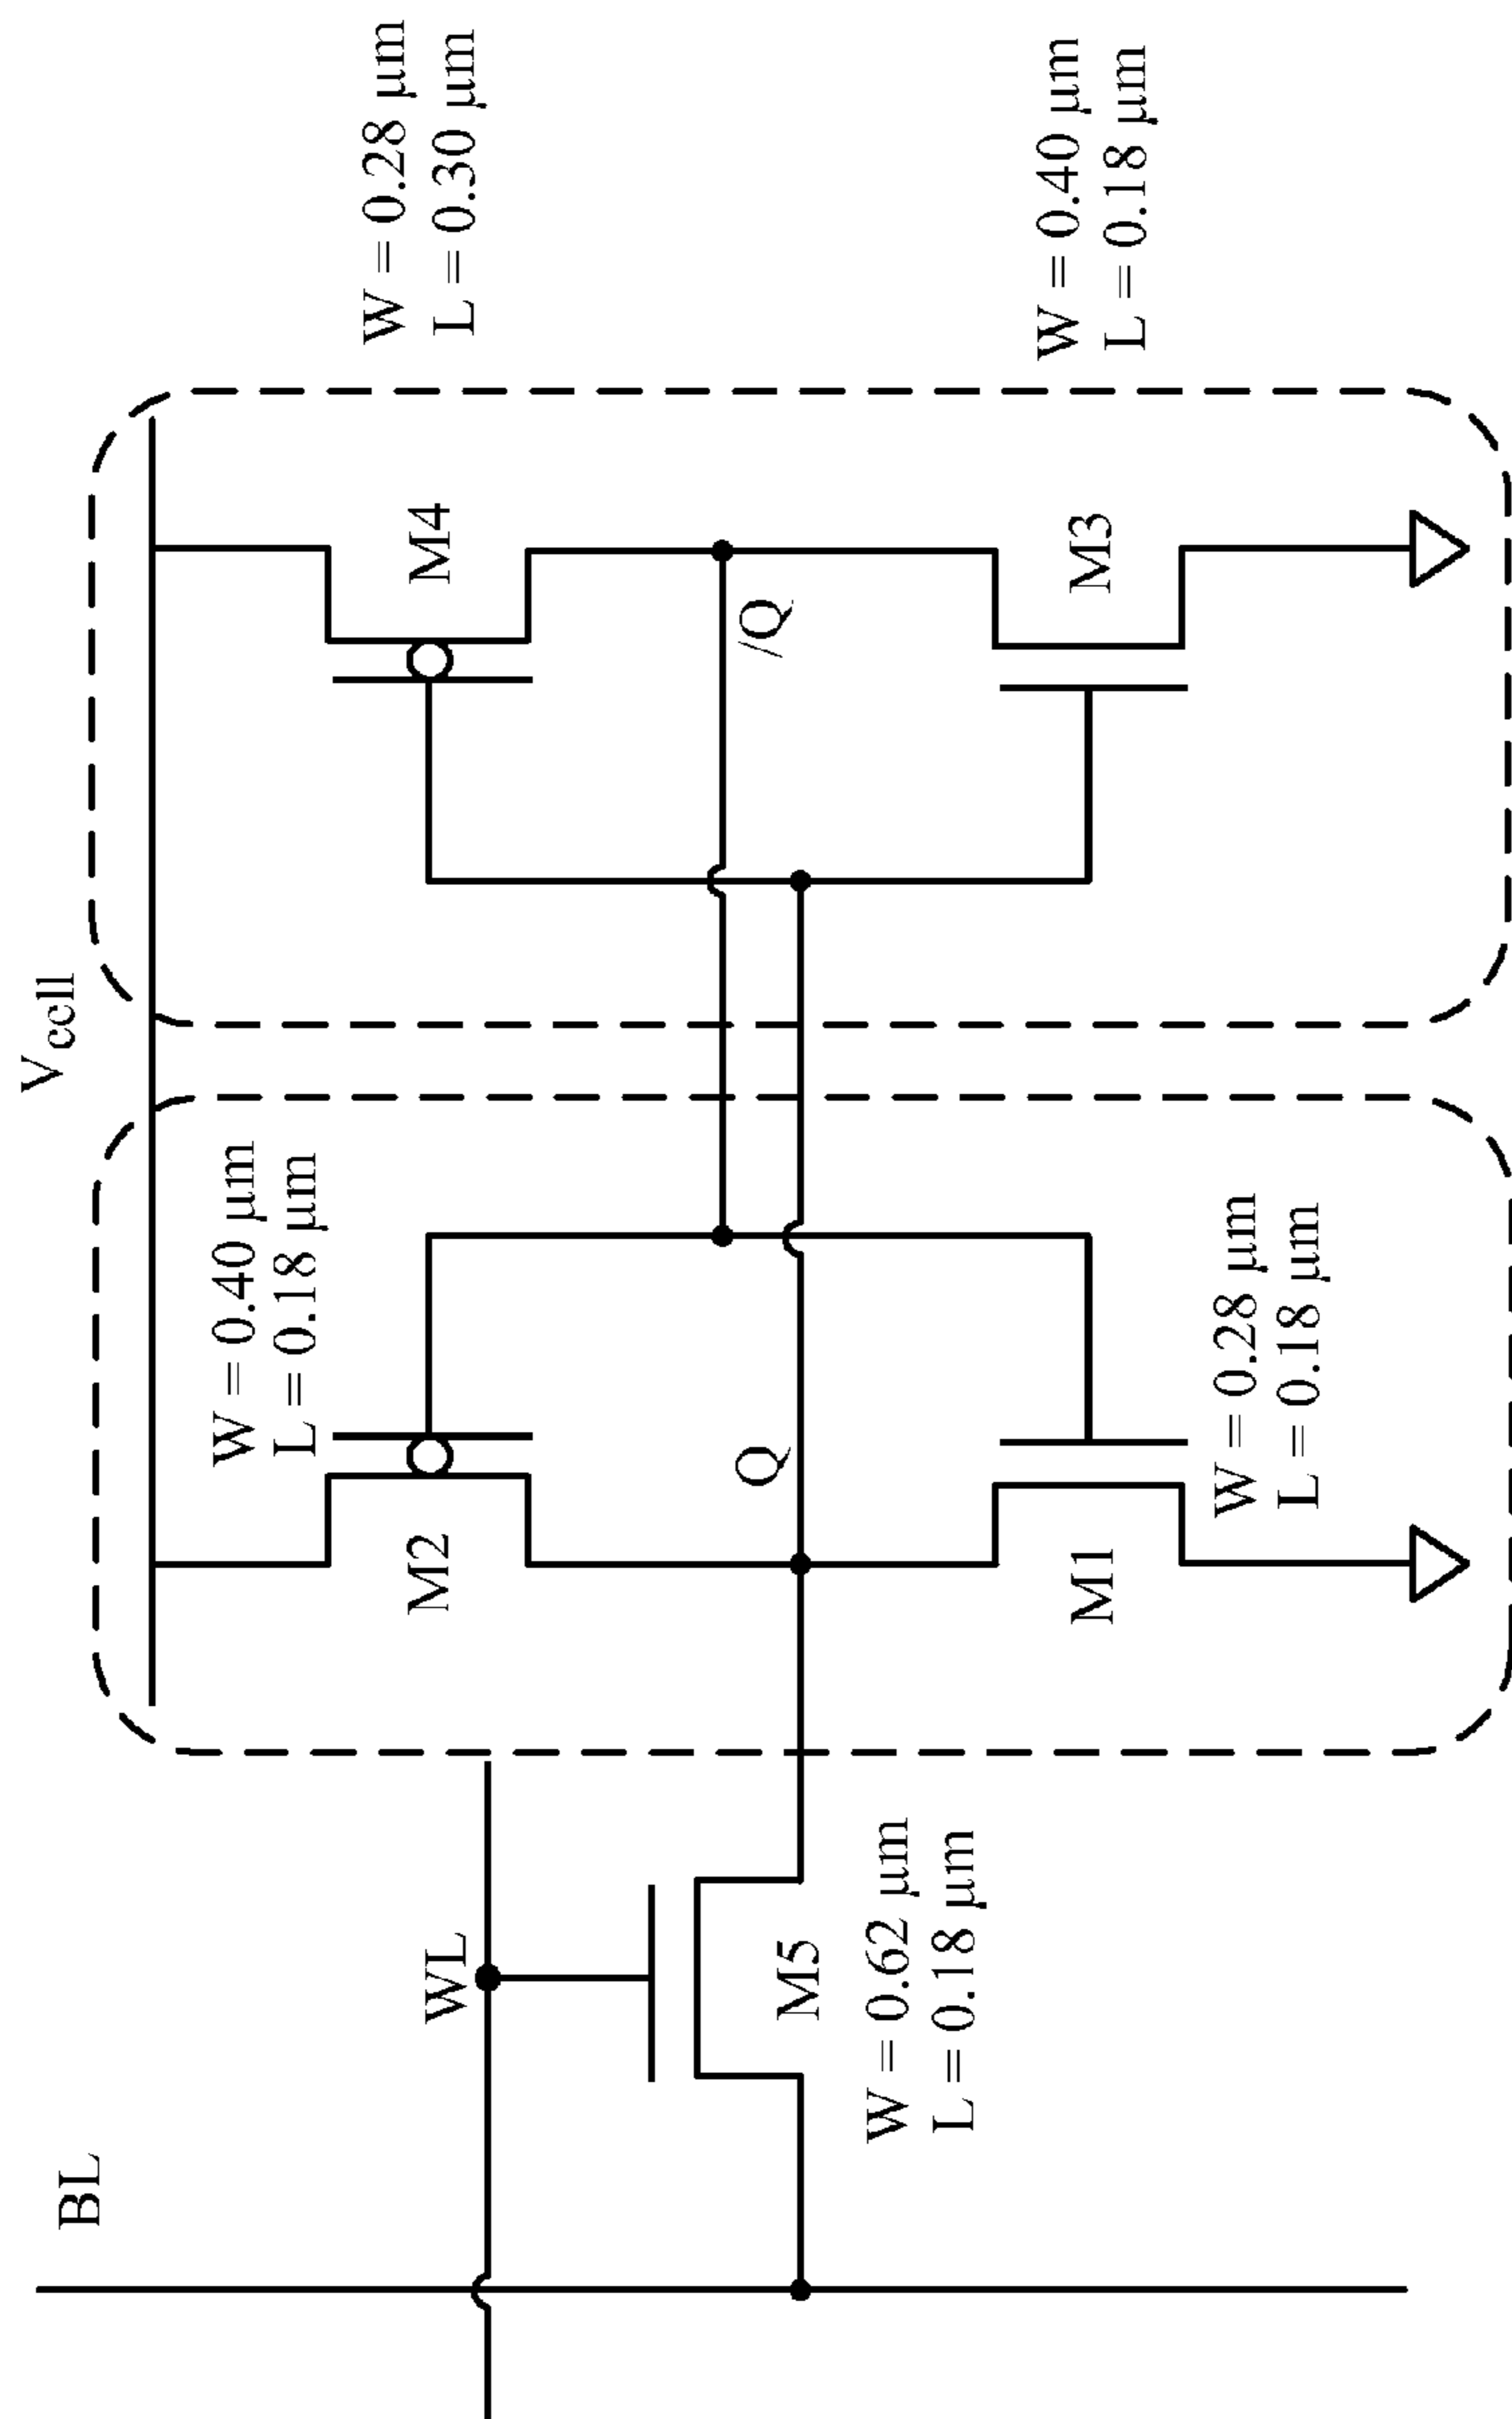 BL
Vcell
W = 0.40 µm
L = 0.18 µm
W = 0.28 µm
L = 0.30 µm
WL
M2
M4
Q
/Q
M5
W = 0.62 µm
L = 0.18 µm
M1
M3
W = 0.40 µm
L = 0.18 µm
W = 0.28 µm
L = 0.18 µm